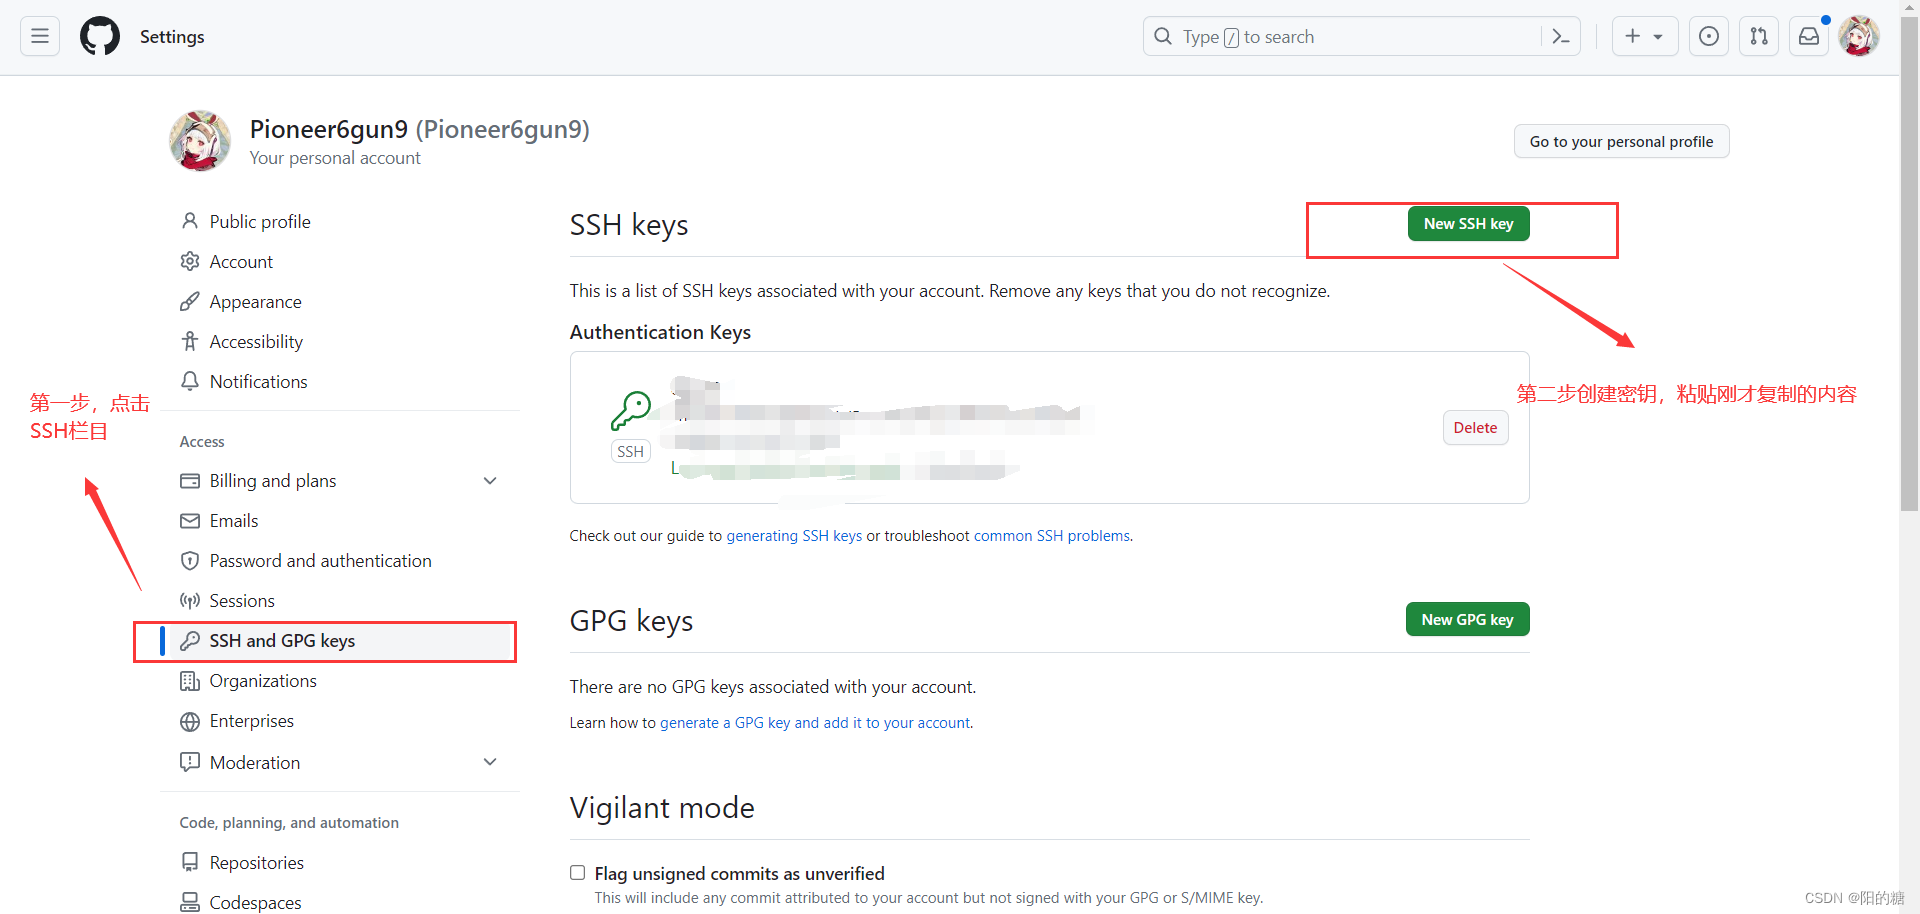 Settings
Type / to search
Pioneer6gun9 (Pioneer6gun9)
Your personal account
Go to your personal profile
Public profile
Account
Appearance
Accessibility
Notifications
第一步，点击
SSH栏目
Access
Billing and plans
Emails
Password and authentication
Sessions
SSH and GPG keys
Organizations
Enterprises
Moderation
Code, planning, and automation
Repositories
Codespaces
SSH keys
New SSH key
This is a list of SSH keys associated with your account. Remove any keys that you do not recognize.
Authentication Keys
SSH
Delete
第二步创建密钥，粘贴刚才复制的内容
Check out our guide to generating SSH keys or troubleshoot common SSH problems.
GPG keys
New GPG key
There are no GPG keys associated with your account.
Learn how to generate a GPG key and add it to your account.
Vigilant mode
Flag unsigned commits as unverified
This will include any commit attributed to your account but not signed with your GPG or S/MIME key.
CSDN @阳的糖